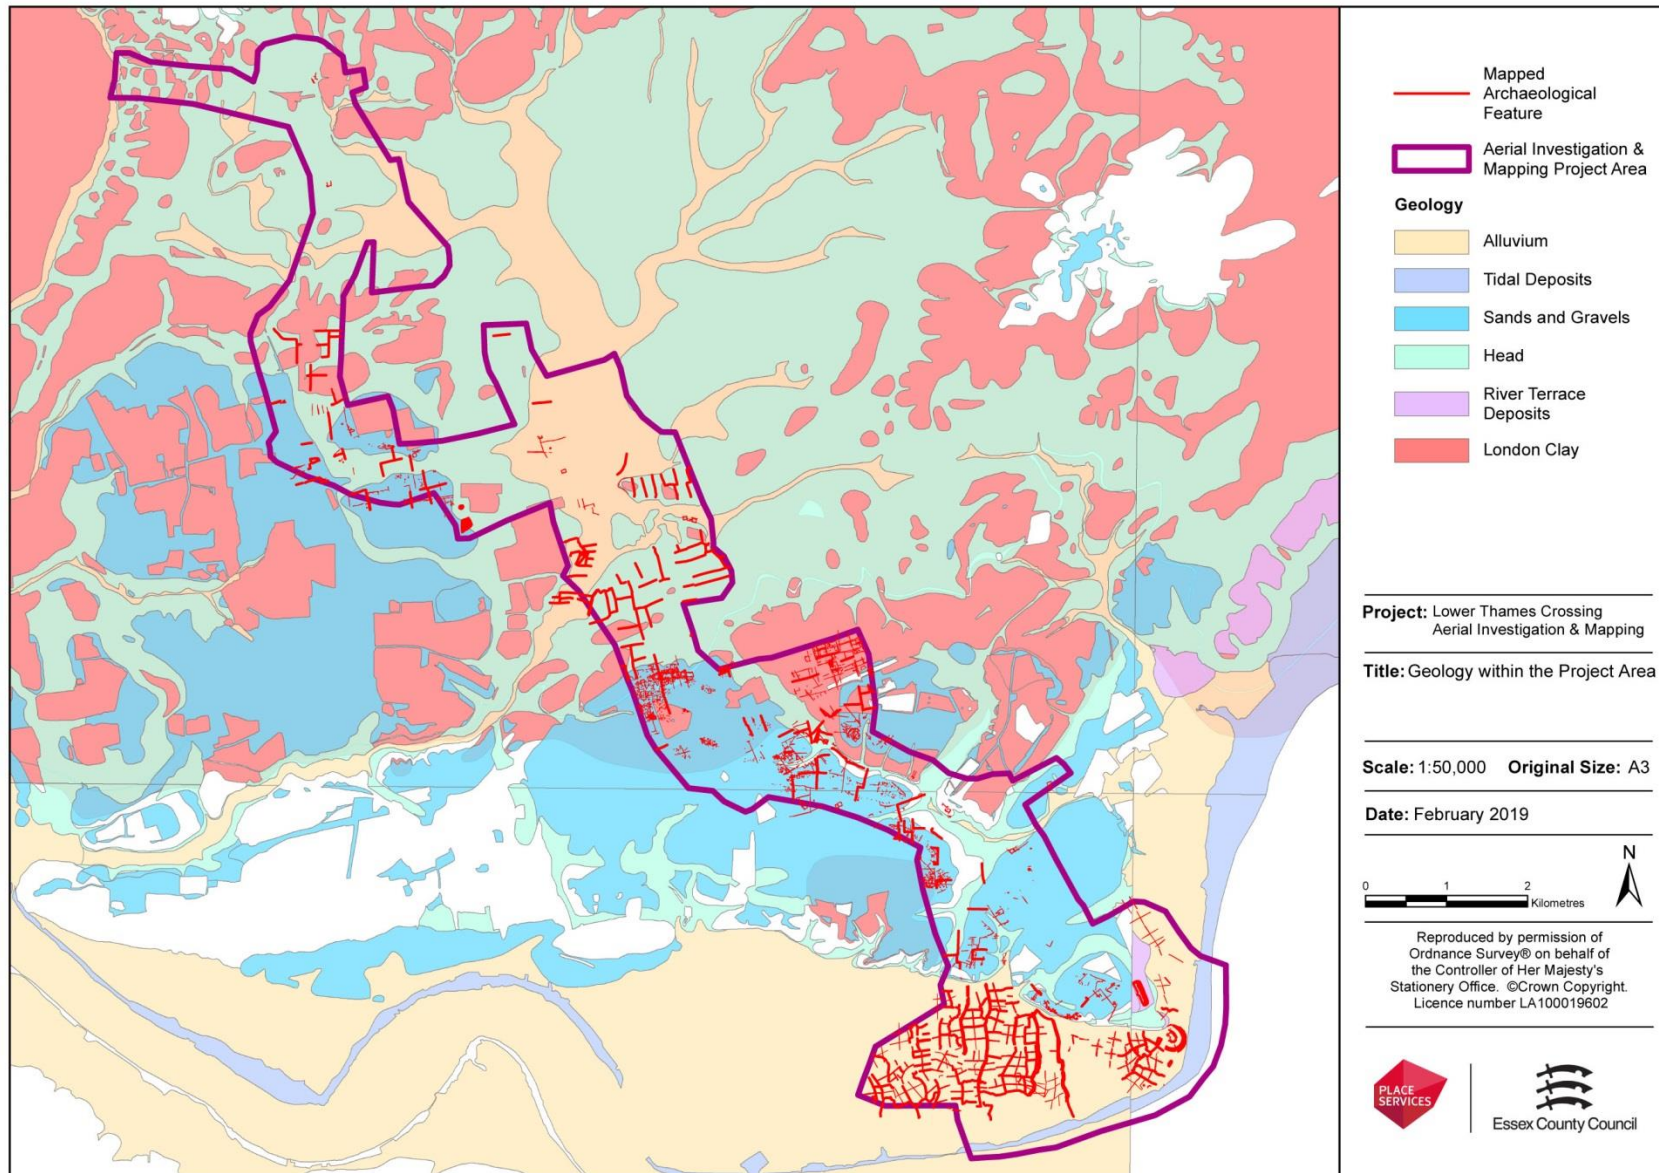 Mapped
Archaeological
Feature
Aerial Investigation &
Mapping Project Area
Geology
Alluvium
Tidal Deposits
Sands and Gravels
Head
River Terrace
Deposits
London Clay
Project: Lower Thames Crossing
Aerial Investigation & Mapping
Title: Geology within the Project Area
Scale: 1:50,000 Original Size: A3
Date: February 2019
N
0 1 2
Kilometres
Reproduced by permission of
Ordnance Survey® on behalf of
the Controller of Her Majesty's
Stationery Office. ©Crown Copyright.
Licence number LA100019602
PLACE
SERVICES
Essex County Council